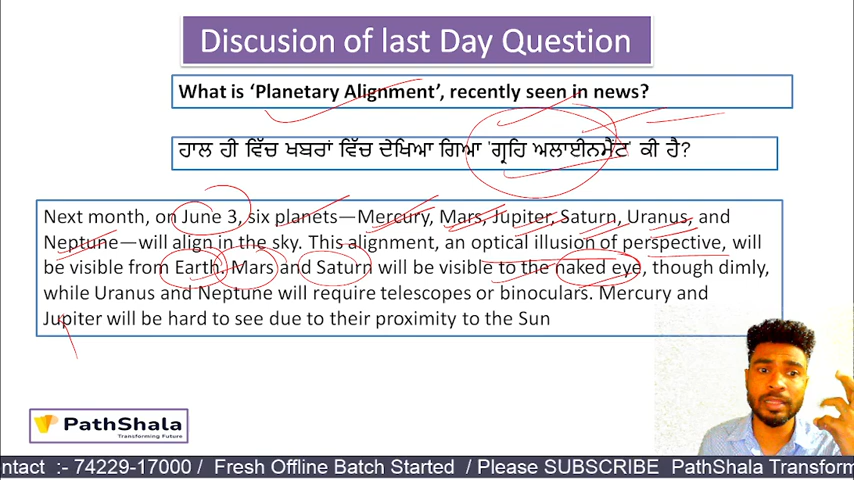 Discusion of last Day Question
What is ‘Planetary Alignment’, recently seen in news?
ਹਾਲ ਹੀ ਵਿੱਚ ਖਬਰਾਂ ਵਿੱਚ ਦੇਖਿਆ ਗਿਆ 'ਗ੍ਰਹਿ ਅਲਾਈਨਮੈਂਟ' ਕੀ ਹੈ?
Next month, on June 3, six planets—Mercury, Mars, Jupiter, Saturn, Uranus, and
Neptune—will align in the sky. This alignment, an optical illusion of perspective, will
be visible from Earth. Mars and Saturn will be visible to the naked eye, though dimly,
while Uranus and Neptune will require telescopes or binoculars. Mercury and
Jupiter will be hard to see due to their proximity to the Sun
PathShala
Transforming Future
ontact :- 74229-17000 / Fresh Offline Batch Started / Please SUBSCRIBE PathShala Transform